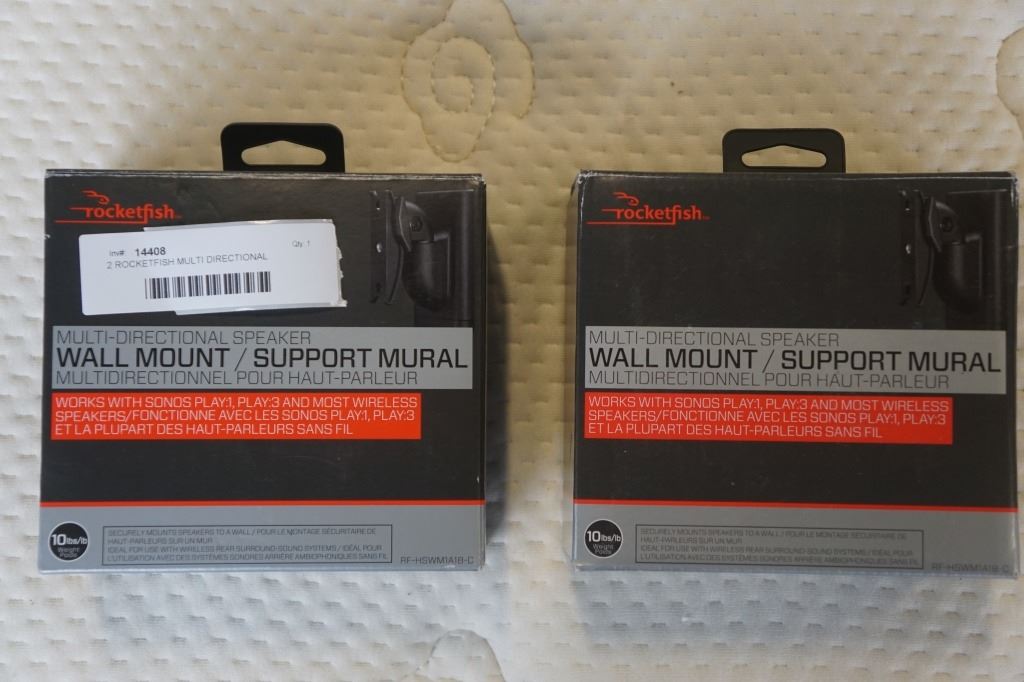 rocketfish
Inv#: 14408 Qty: 1
2 ROCKETFISH MULTI DIRECTIONAL
MULTI-DIRECTIONAL SPEAKER
WALL MOUNT / SUPPORT MURAL
MULTIDIRECTIONNEL POUR HAUT-PARLEUR
WORKS WITH SONOS PLAY:1, PLAY:3 AND MOST WIRELESS
SPEAKERS/FONCTIONNE AVEC LES SONOS PLAY:1, PLAY:3
ET LA PLUPART DES HAUT-PARLEURS SANS FIL
10 lbs/lb
Weight
Poids
SECURELY MOUNTS SPEAKERS TO A WALL / POUR LE MONTAGE SÉCURITAIRE DE
HAUT-PARLEURS SUR UN MUR
IDEAL FOR USE WITH WIRELESS REAR SURROUND-SOUND SYSTEMS / IDÉAL POUR
L'UTILISATION AVEC DES SYSTÈMES SONORES ARRIÈRE AMBIOPHONIQUES SANS FIL
RF-HSWM1A18-C
rocketfish
MULTI-DIRECTIONAL SPEAKER
WALL MOUNT / SUPPORT MURAL
MULTIDIRECTIONNEL POUR HAUT-PARLEUR
WORKS WITH SONOS PLAY:1, PLAY:3 AND MOST WIRELESS
SPEAKERS/FONCTIONNE AVEC LES SONOS PLAY:1, PLAY:3
ET LA PLUPART DES HAUT-PARLEURS SANS FIL
10 lbs/lb
Weight
Poids
SECURELY MOUNTS SPEAKERS TO A WALL / POUR LE MONTAGE SÉCURITAIRE DE
HAUT-PARLEURS SUR UN MUR
IDEAL FOR USE WITH WIRELESS REAR SURROUND-SOUND SYSTEMS / IDÉAL POUR
L'UTILISATION AVEC DES SYSTÈMES SONORES ARRIÈRE AMBIOPHONIQUES SANS FIL
RF-HSWM1A18-C